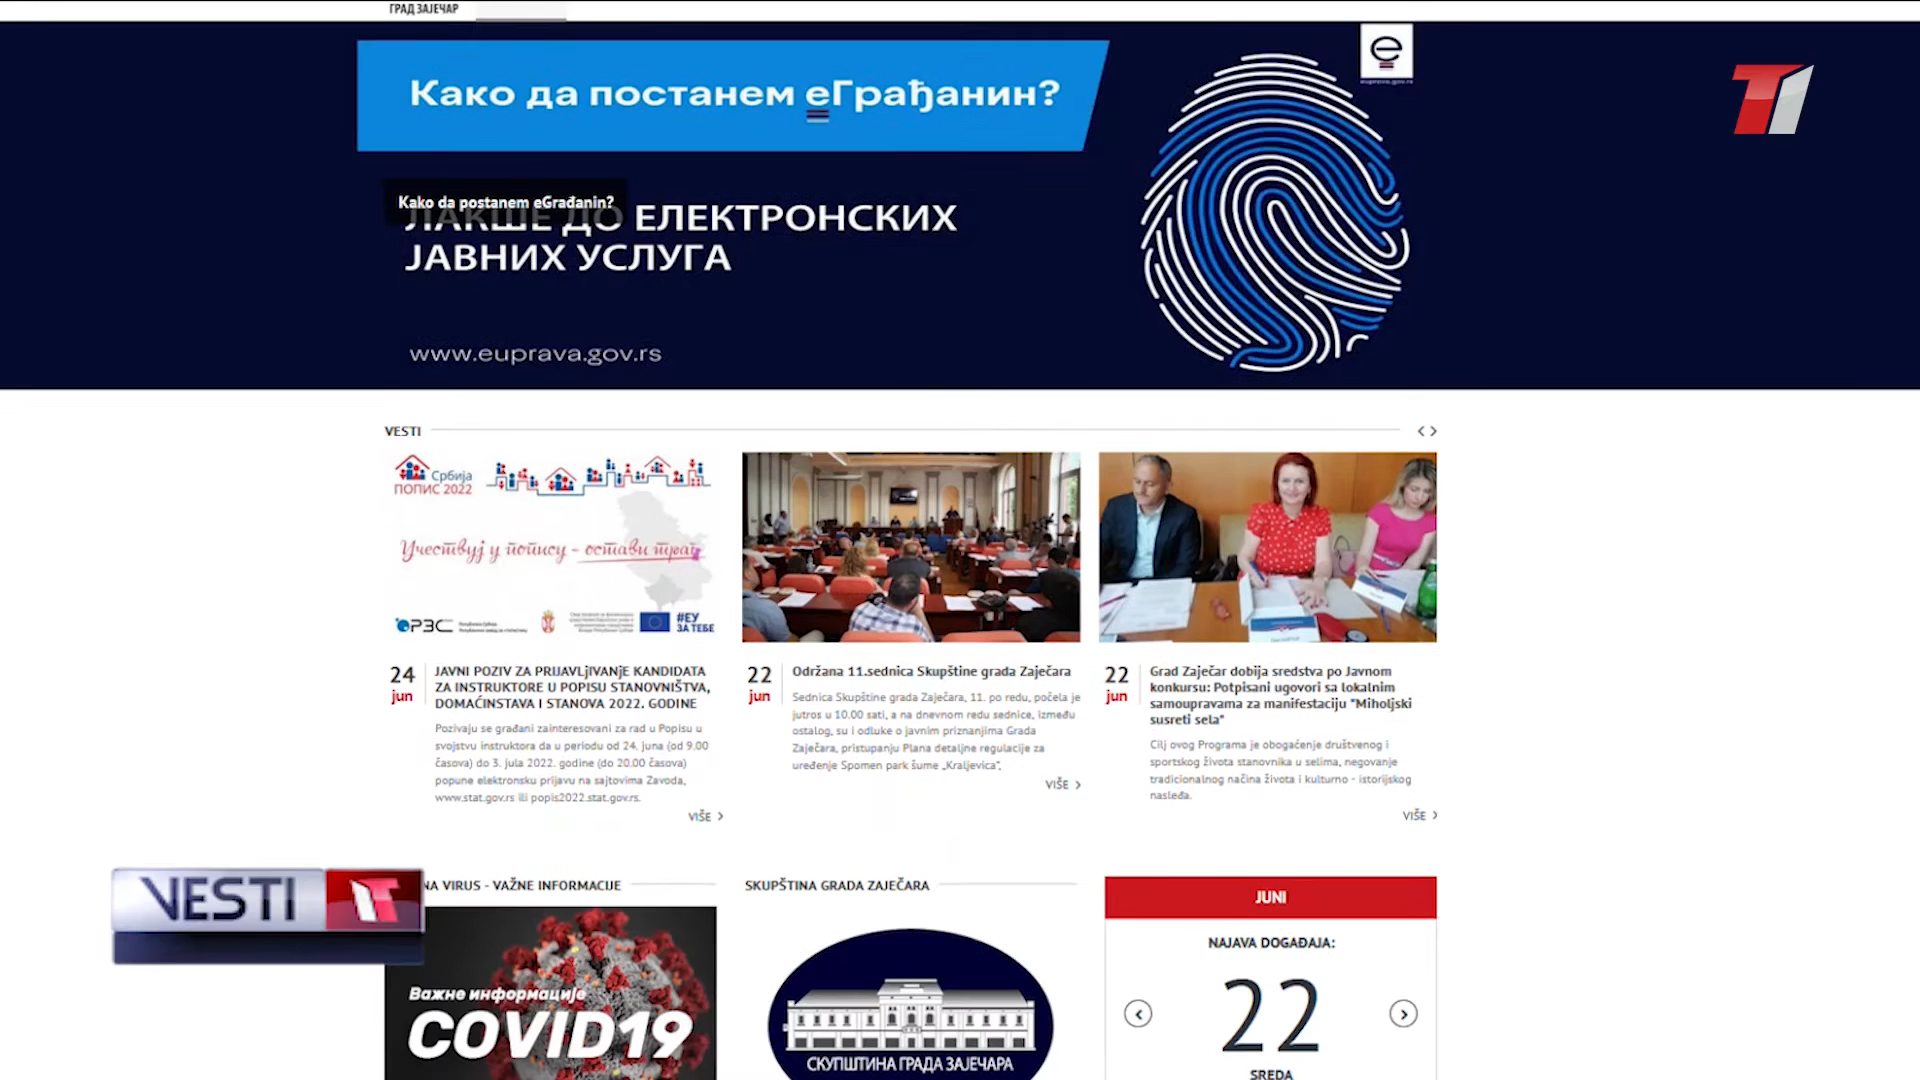 ГРАД ЗАЈЕЧАР
Како да постанем еГрађанин?
e
Kako da postanem eGrađanin?
ЛАКШЕ ДО ЕЛЕКТРОНСКИХ
ЈАВНИХ УСЛУГА
www.euprava.gov.rs
T1
VESTI
Србија
ПОПИС 2022
Учествуј у попису - остави траг
РЗС
#ЕУ
ЗА ТЕБЕ
24
jun
JAVNI POZIV ZA PRIJAVLjIVANjE KANDIDATA
ZA INSTRUKTORE U POPISU STANOVNIŠTVA,
DOMAĆINSTAVA I STANOVA 2022. GODINE
Pozivaju se građani zainteresovani za rad u Popisu u
svojstvu instruktora da u periodu od 24. juna (od 9.00
časova) do 3. jula 2022. godine (do 20.00 časova)
popune elektronsku prijavu na sajtovima Zavoda,
www.stat.gov.rs ili popis2022.stat.gov.rs.
VIŠE
22
jun
Održana 11.sednica Skupštine grada Zaječara
Sednica Skupštine grada Zaječara, 11. po redu, počela je
jutros u 10.00 sati, a na dnevnom redu sednice, između
ostalog, su i odluke o javnim priznanjima Grada
Zaječara, pristupanju Plana detaljne regulacije za
uređenje Spomen park šume „Kraljevica“,
VIŠE
22
jun
Grad Zaječar dobija sredstva po Javnom
konkursu: Potpisani ugovori sa lokalnim
samoupravama za manifestaciju "Miholjski
susreti sela"
Cilj ovog Programa je obogaćenje društvenog i
sportskog života stanovnika u selima, negovanje
tradicionalnog načina života i kulturno - istorijskog
nasleđa.
VIŠE
VESTI T1
NA VIRUS - VAŽNE INFORMACIJE
Важне информације
COVID19
SKUPŠTINA GRADA ZAJEČARA
СКУПШТИНА ГРАДА ЗАЈЕЧАРА
JUNI
NAJAVA DOGAĐAJA:
22
SREDA